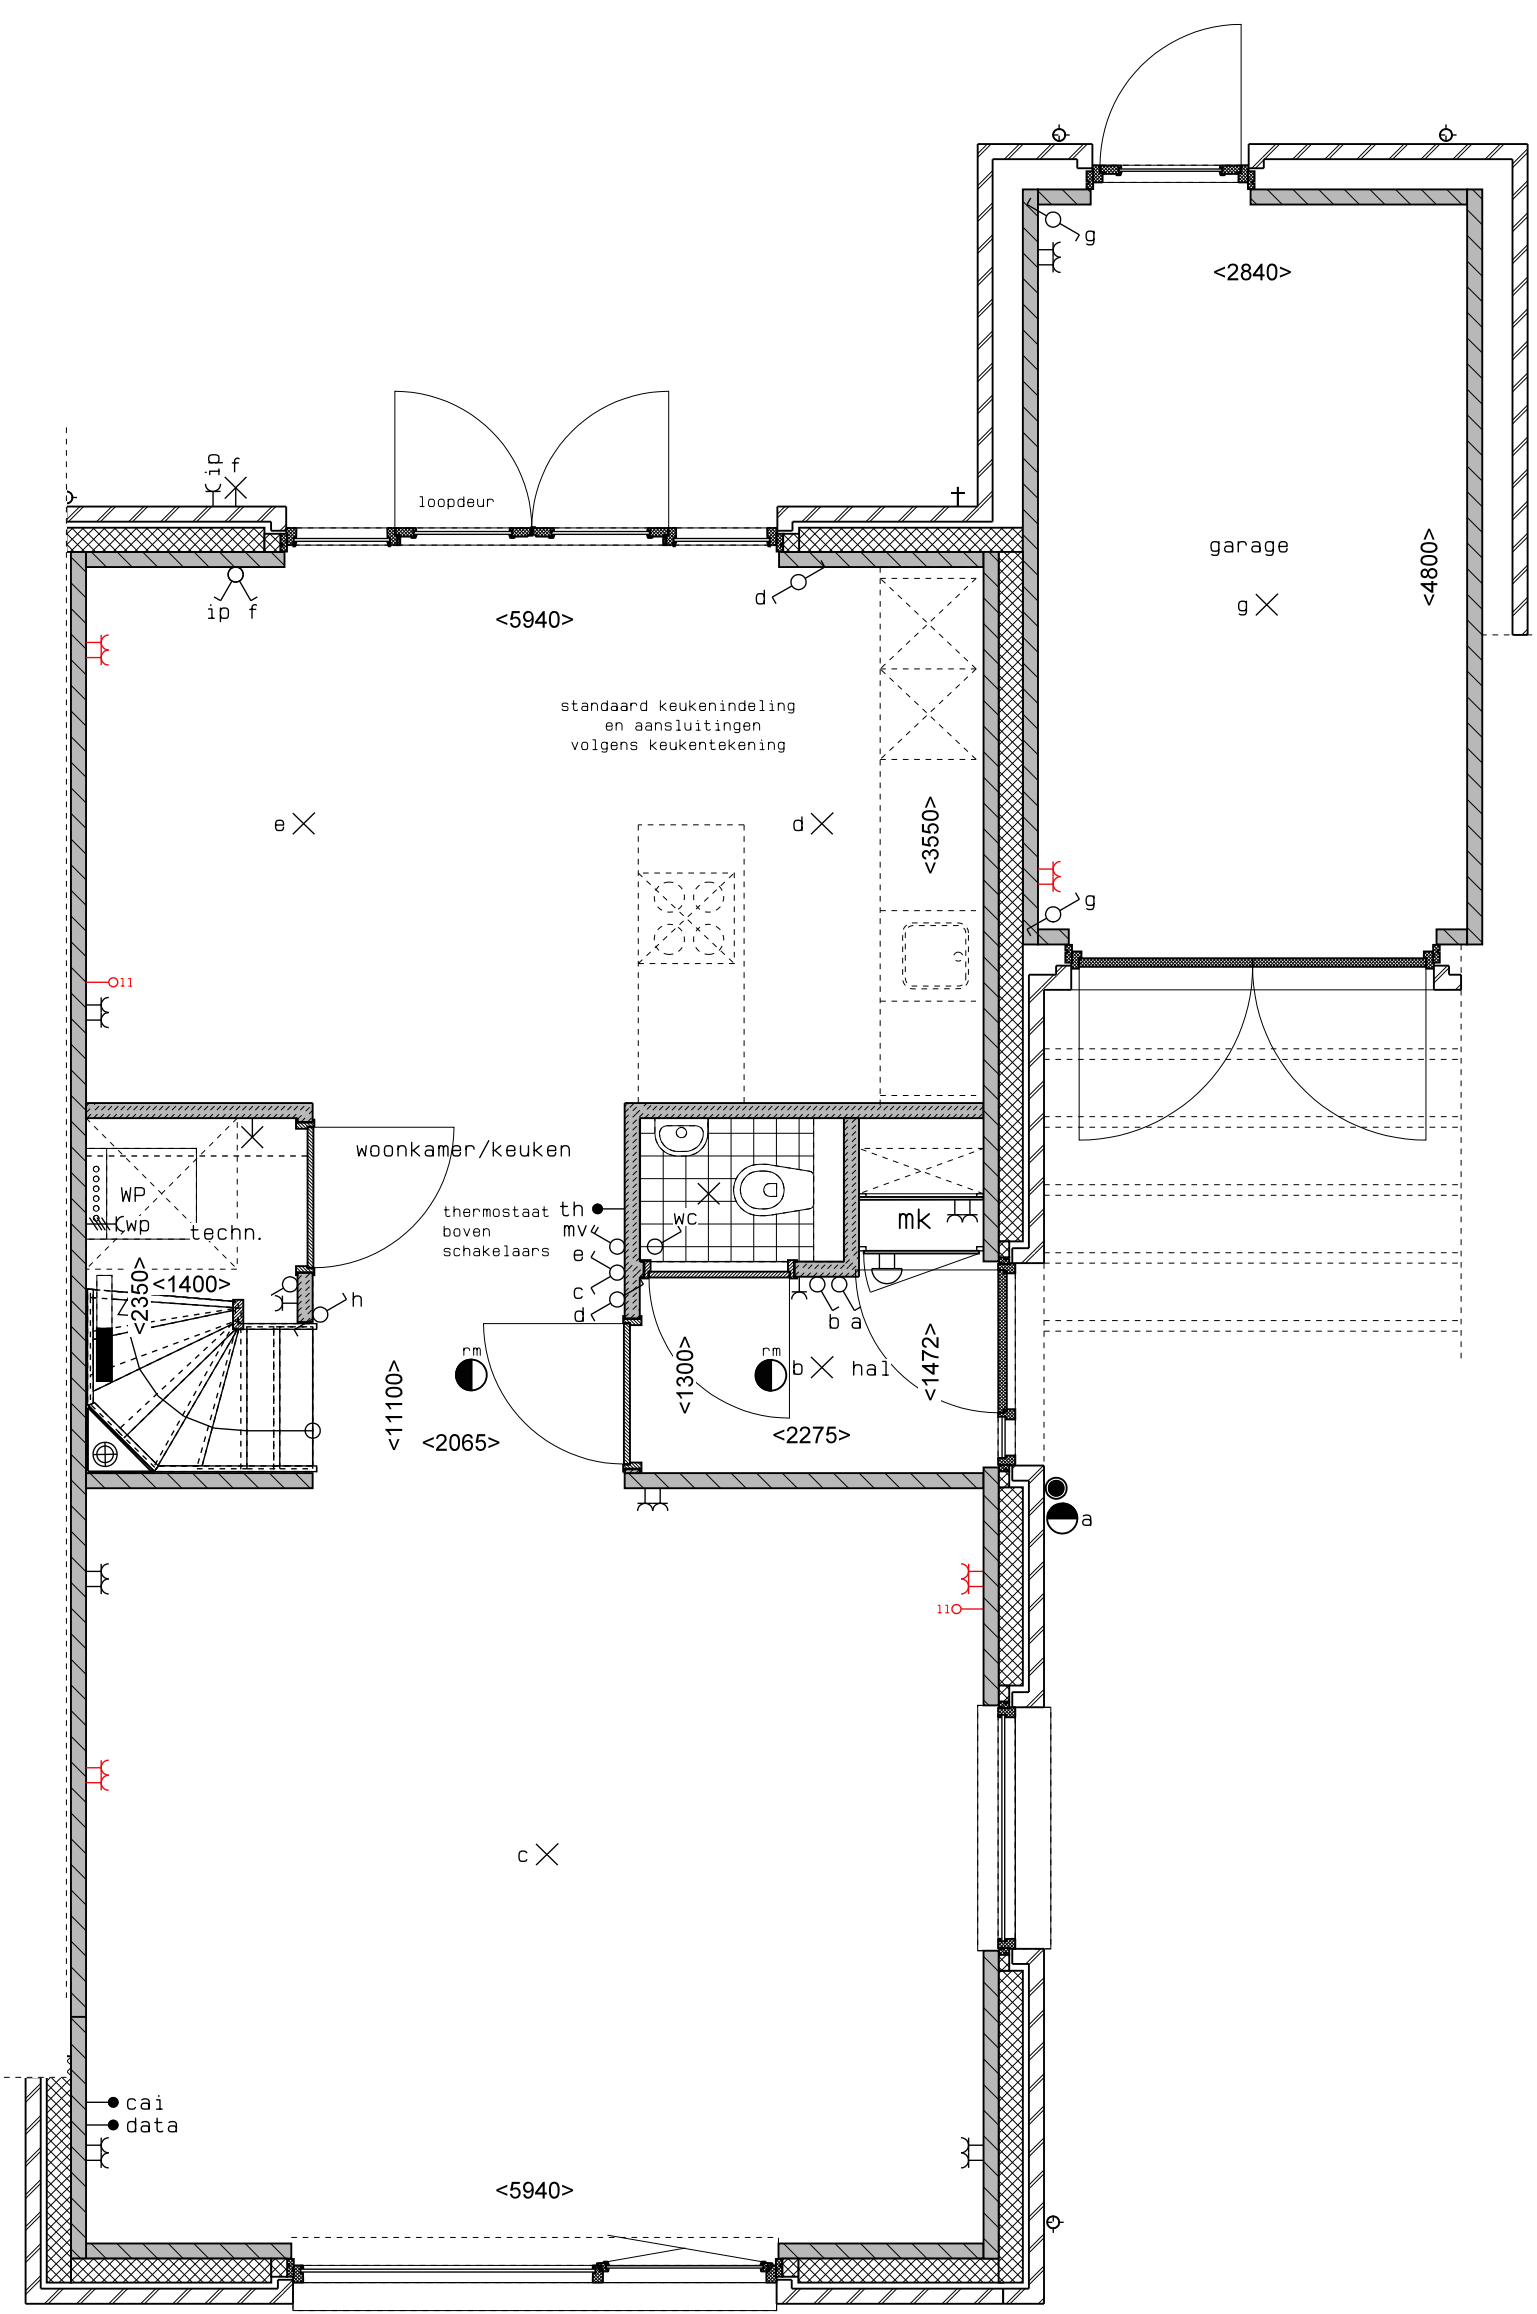 g
<2840>
ip
f
loopdeur
garage
<4800>
d
ip f
<5940>
g
standaard keukenindeling
en aansluitingen
volgens keukentekening
e
d
<3550>
g
11
woonkamer/keuken
WP
wp
techn.
thermostaat
boven
schakelaars
th
mv
e
c
d
wc
mk
<2350>
<1400>
h
b a
rm
rm
b
hal
<1300>
<1472>
<11100>
<2065>
<2275>
a
11
c
cai
data
<5940>